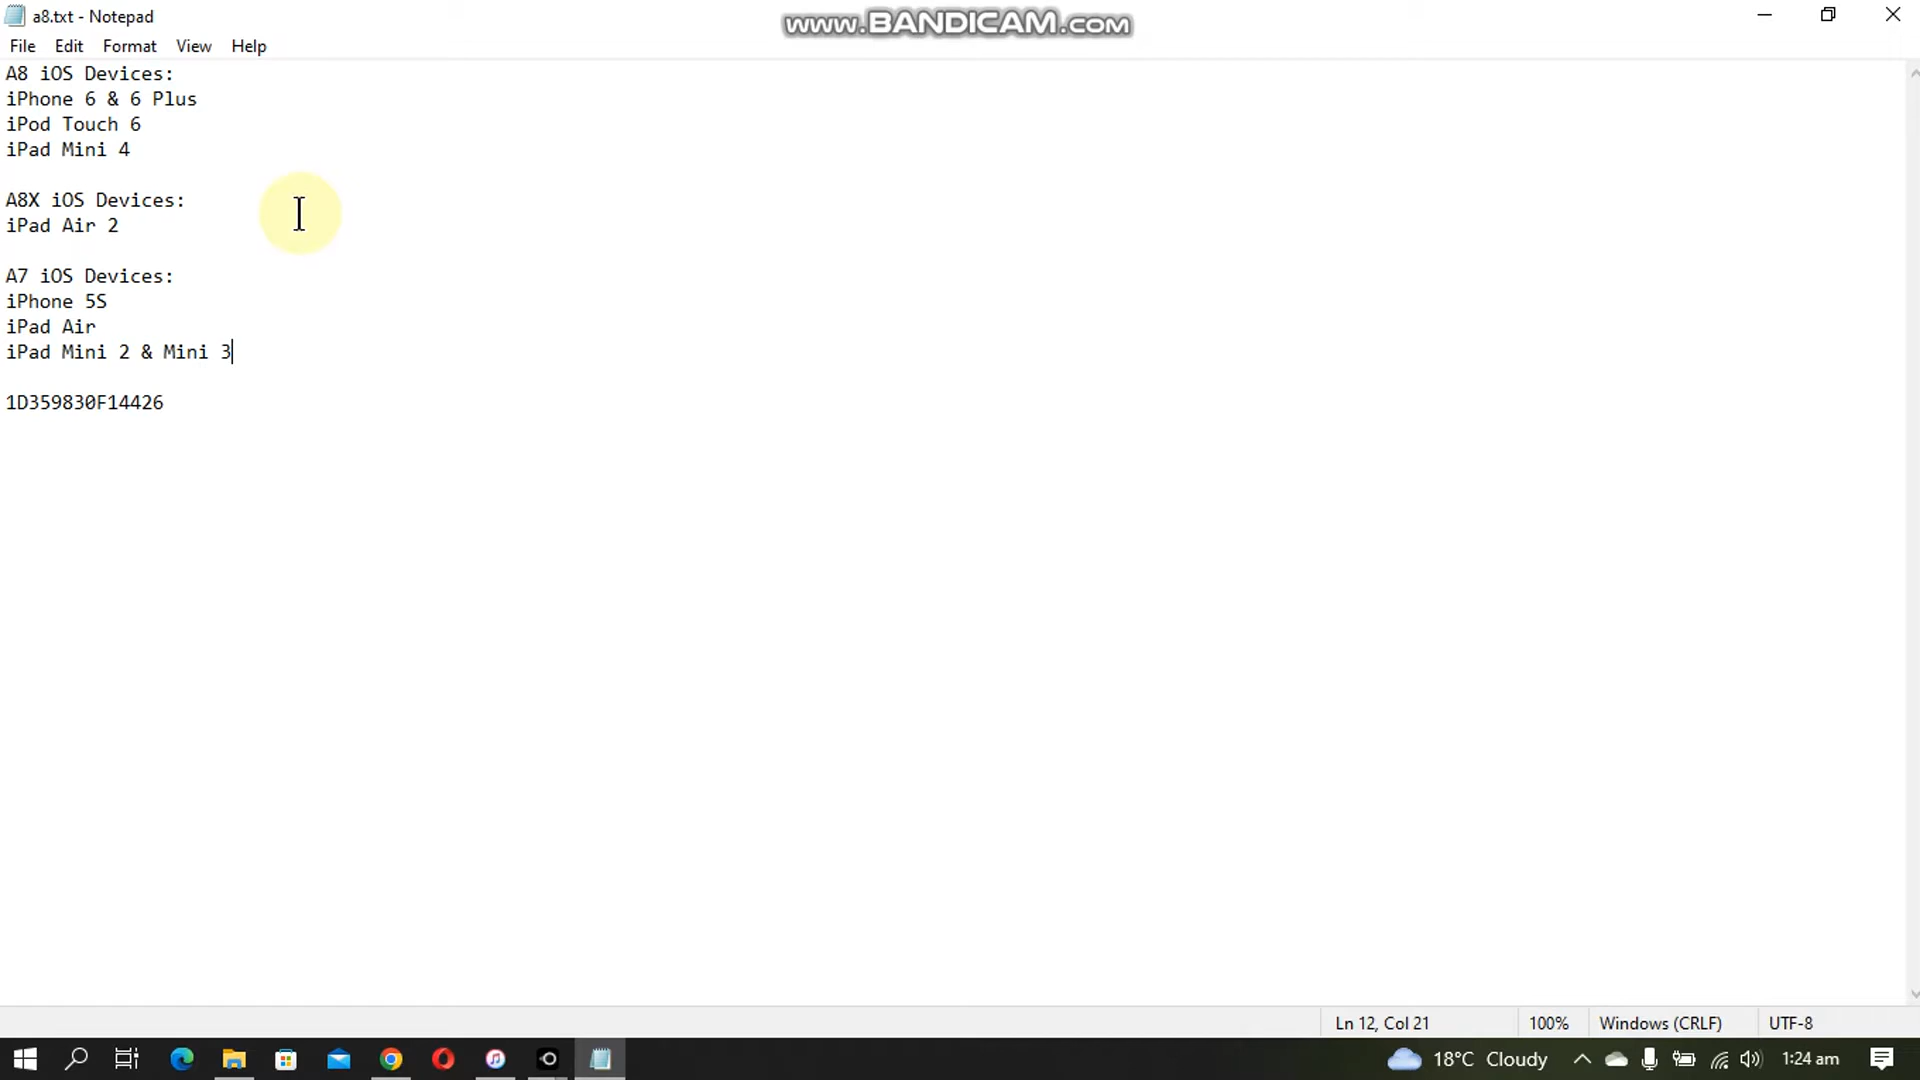 a8.txt - Notepad
www.BANDICAM.com
File Edit Format View Help
A8 iOS Devices:
iPhone 6 & 6 Plus
iPod Touch 6
iPad Mini 4
A8X iOS Devices:
iPad Air 2
A7 iOS Devices:
iPhone 5S
iPad Air
iPad Mini 2 & Mini 3
1D359830F14426
Ln 12, Col 21 100% Windows (CRLF) UTF-8
18°C Cloudy 1:24 am